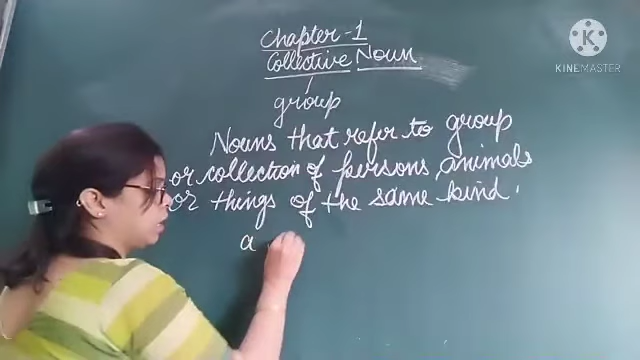 Chapter-1
Collective Noun
group
Nouns that refer to group
or collection of persons, animals
or things of the same kind.
a
KINEMASTER